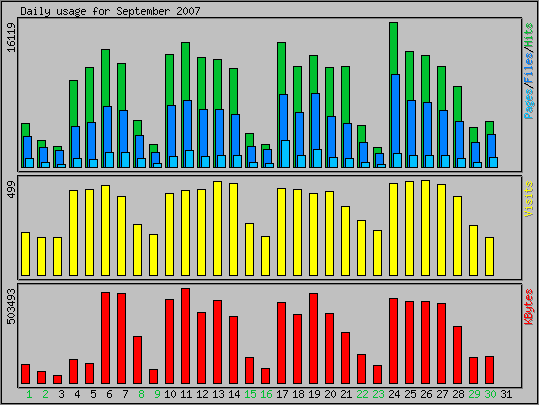 Daily usage for September 2007
16119
Pages/Files/Hits
499
Visits
503493
KBytes
1 2 3 4 5 6 7 8 9 10 11 12 13 14 15 16 17 18 19 20 21 22 23 24 25 26 27 28 29 30 31